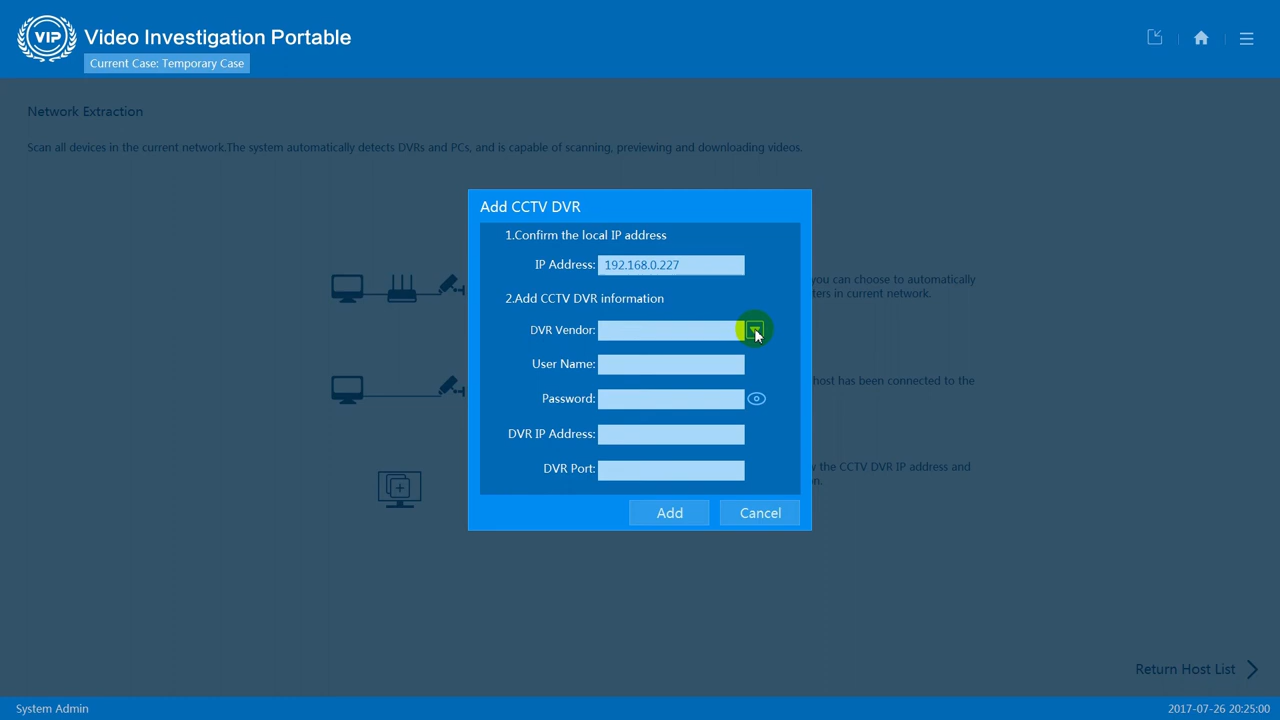 VIP
Video Investigation Portable
Current Case: Temporary Case
Network Extraction
Scan all devices in the current network.The system automatically detects DVRs and PCs, and is capable of scanning, previewing and downloading videos.
Add CCTV DVR
1.Confirm the local IP address
IP Address: 192.168.0.227
you can choose to automatically
in current network.
2.Add CCTV DVR information
DVR Vendor:
User Name:
host has been connected to the
Password:
DVR IP Address:
the CCTV DVR IP address and
DVR Port:
Add Cancel
Return Host List
System Admin 2017-07-26 20:25:00